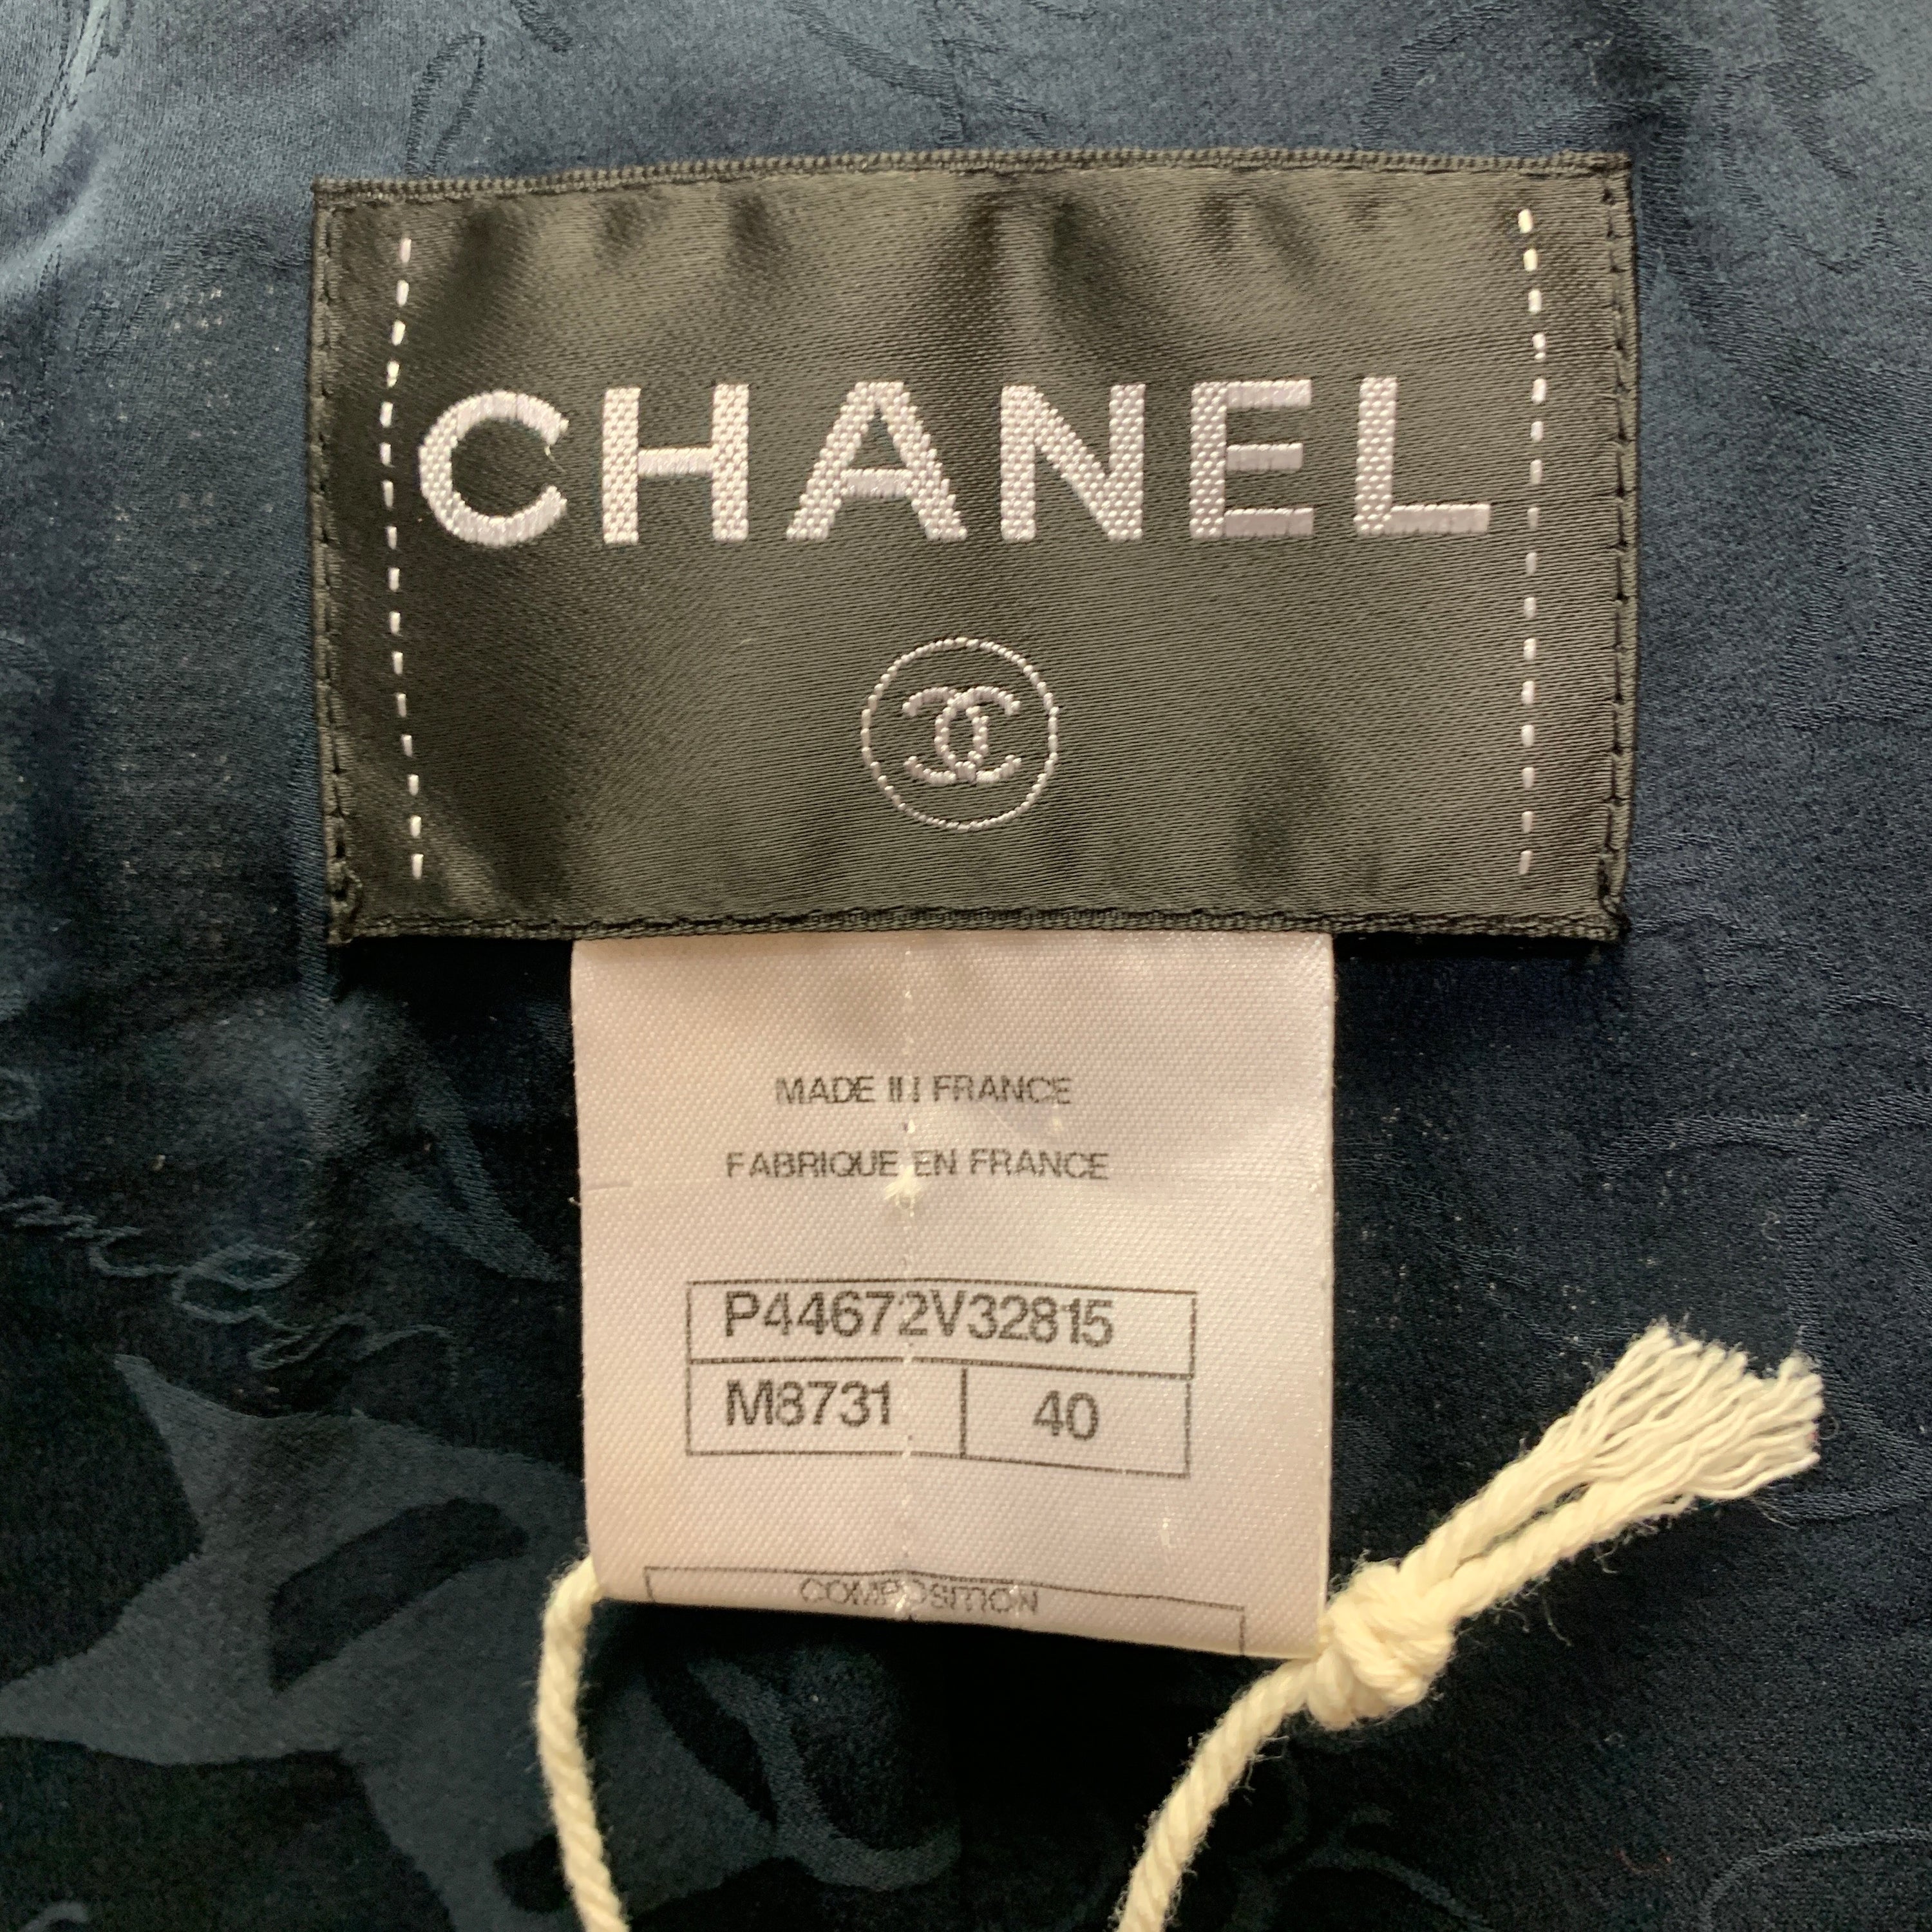 CHANEL
MADE IN FRANCE
FABRIQUE EN FRANCE
P44672V32815
M8731 40
COMPOSITION